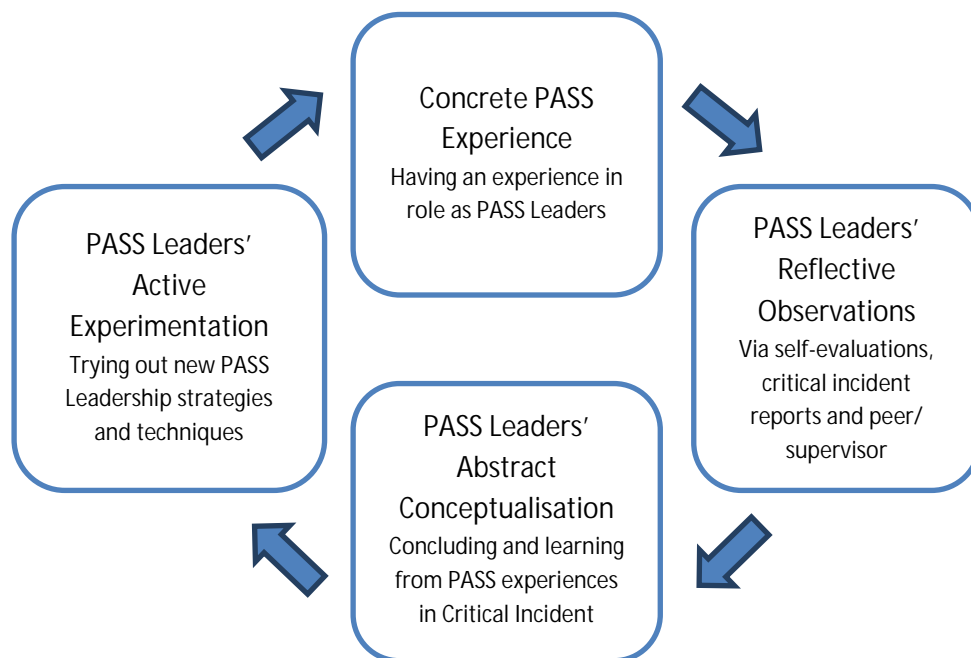 Concrete PASS
Experience
Having an experience in
role as PASS Leaders
PASS Leaders’
Reflective
Observations
Via self-evaluations,
critical incident
reports and peer/
supervisor
PASS Leaders’
Abstract
Conceptualisation
Concluding and learning
from PASS experiences
in Critical Incident
PASS Leaders’
Active
Experimentation
Trying out new PASS
Leadership strategies
and techniques